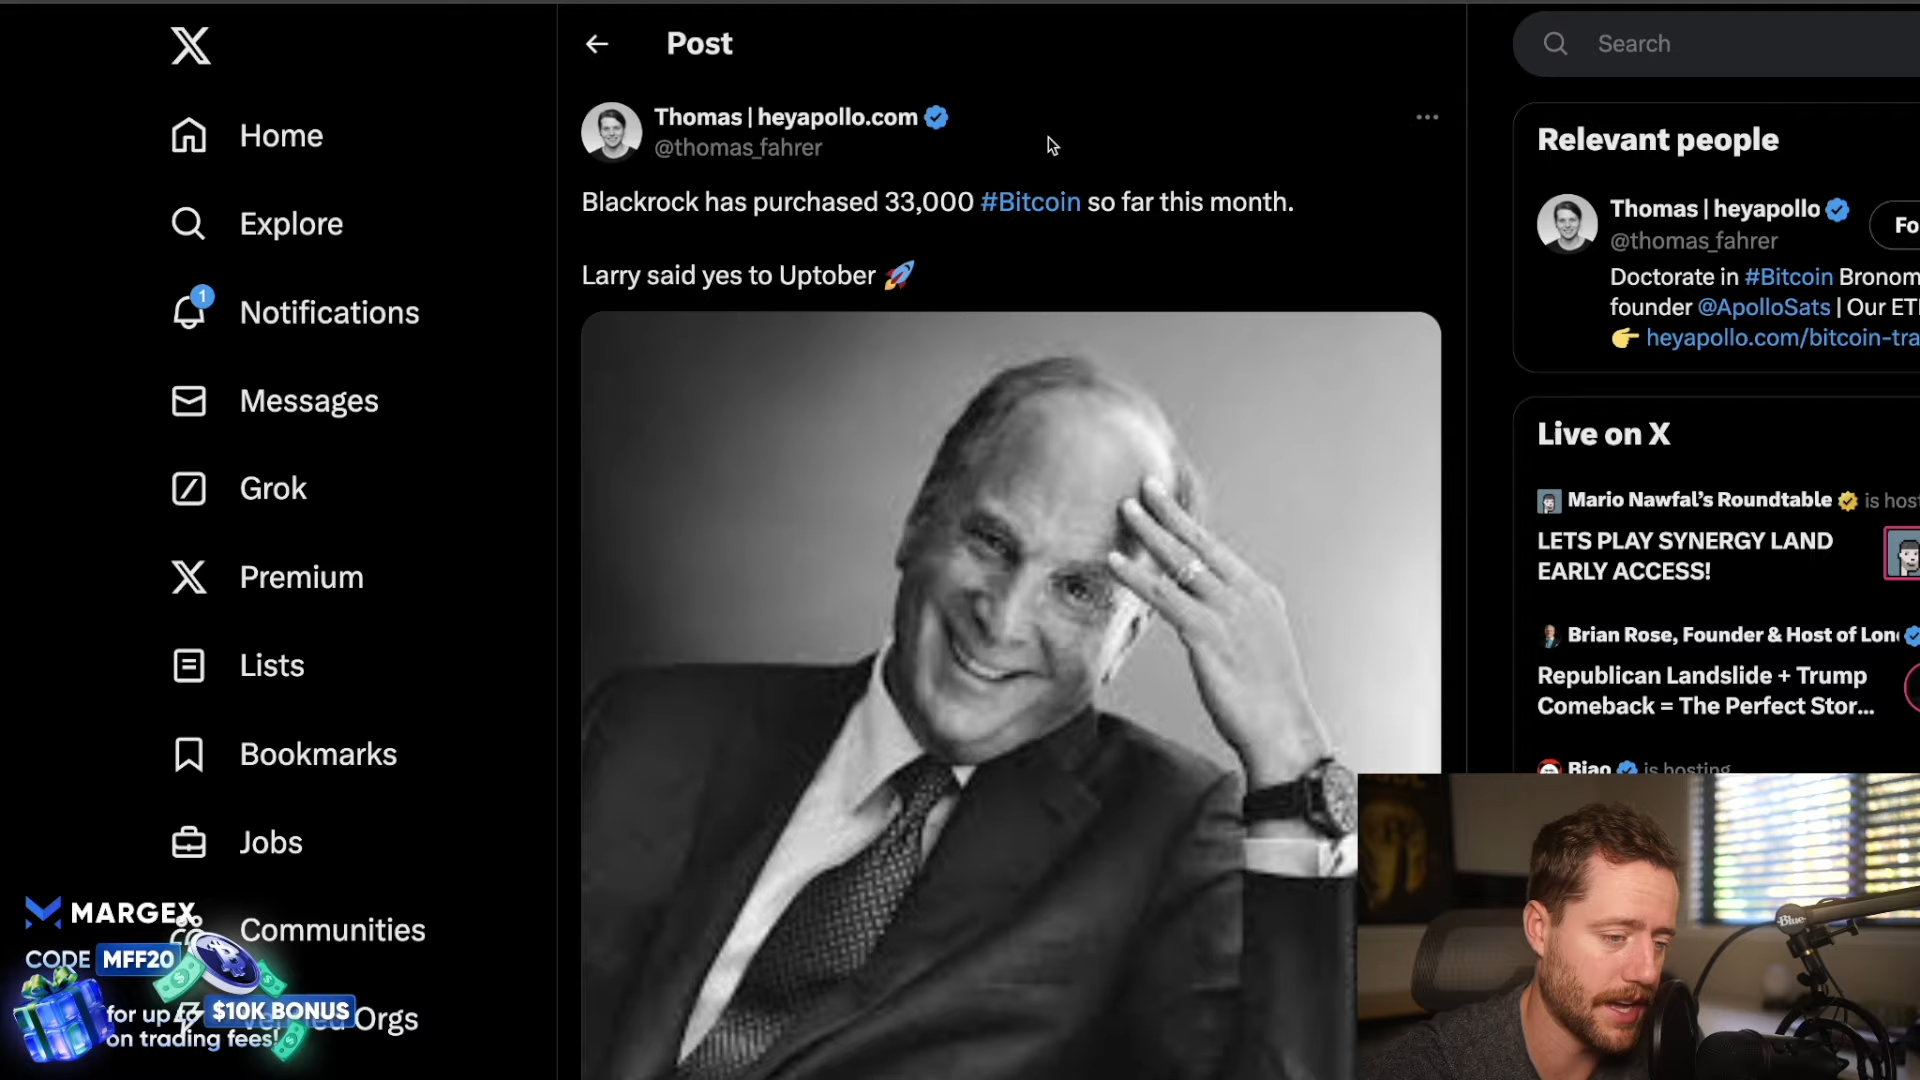 Home
Explore
1
Notifications
Messages
Grok
Premium
Lists
Bookmarks
Jobs
Communities
Orgs
MARGEX
CODE MFF20
for up to $10K BONUS
on trading fees!
Post
Thomas | heyapollo.com
@thomas_fahrer
Blackrock has purchased 33,000 #Bitcoin so far this month.
Larry said yes to Uptober 🚀
Search
Relevant people
Thomas | heyapollo
Fo
@thomas_fahrer
Doctorate in #Bitcoin Bronom
founder @ApolloSats | Our ET
👉 heyapollo.com/bitcoin-tra
Live on X
Mario Nawfal's Roundtable is host
LETS PLAY SYNERGY LAND
EARLY ACCESS!
Brian Rose, Founder & Host of Lon
Republican Landslide + Trump
Comeback = The Perfect Stor...
Biao is hosting
Blue